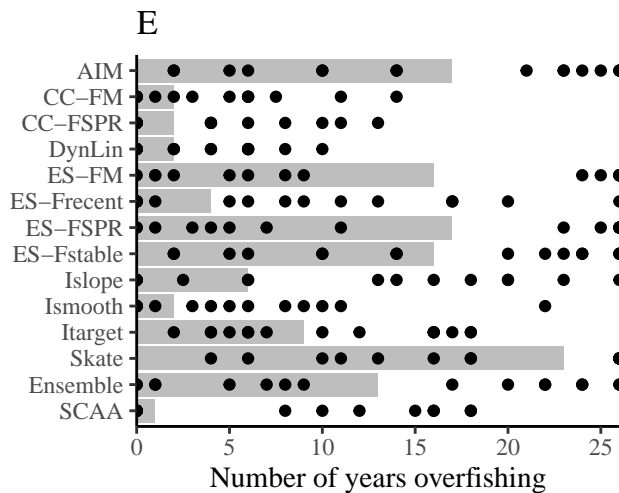 E
AIM
CC−FM
CC−FSPR
DynLin
ES−FM
ES−Frecent
ES−FSPR
ES−Fstable
Islope
Ismooth
Itarget
Skate
Ensemble
SCAA
0 5 10 15 20 25
Number of years overfishing